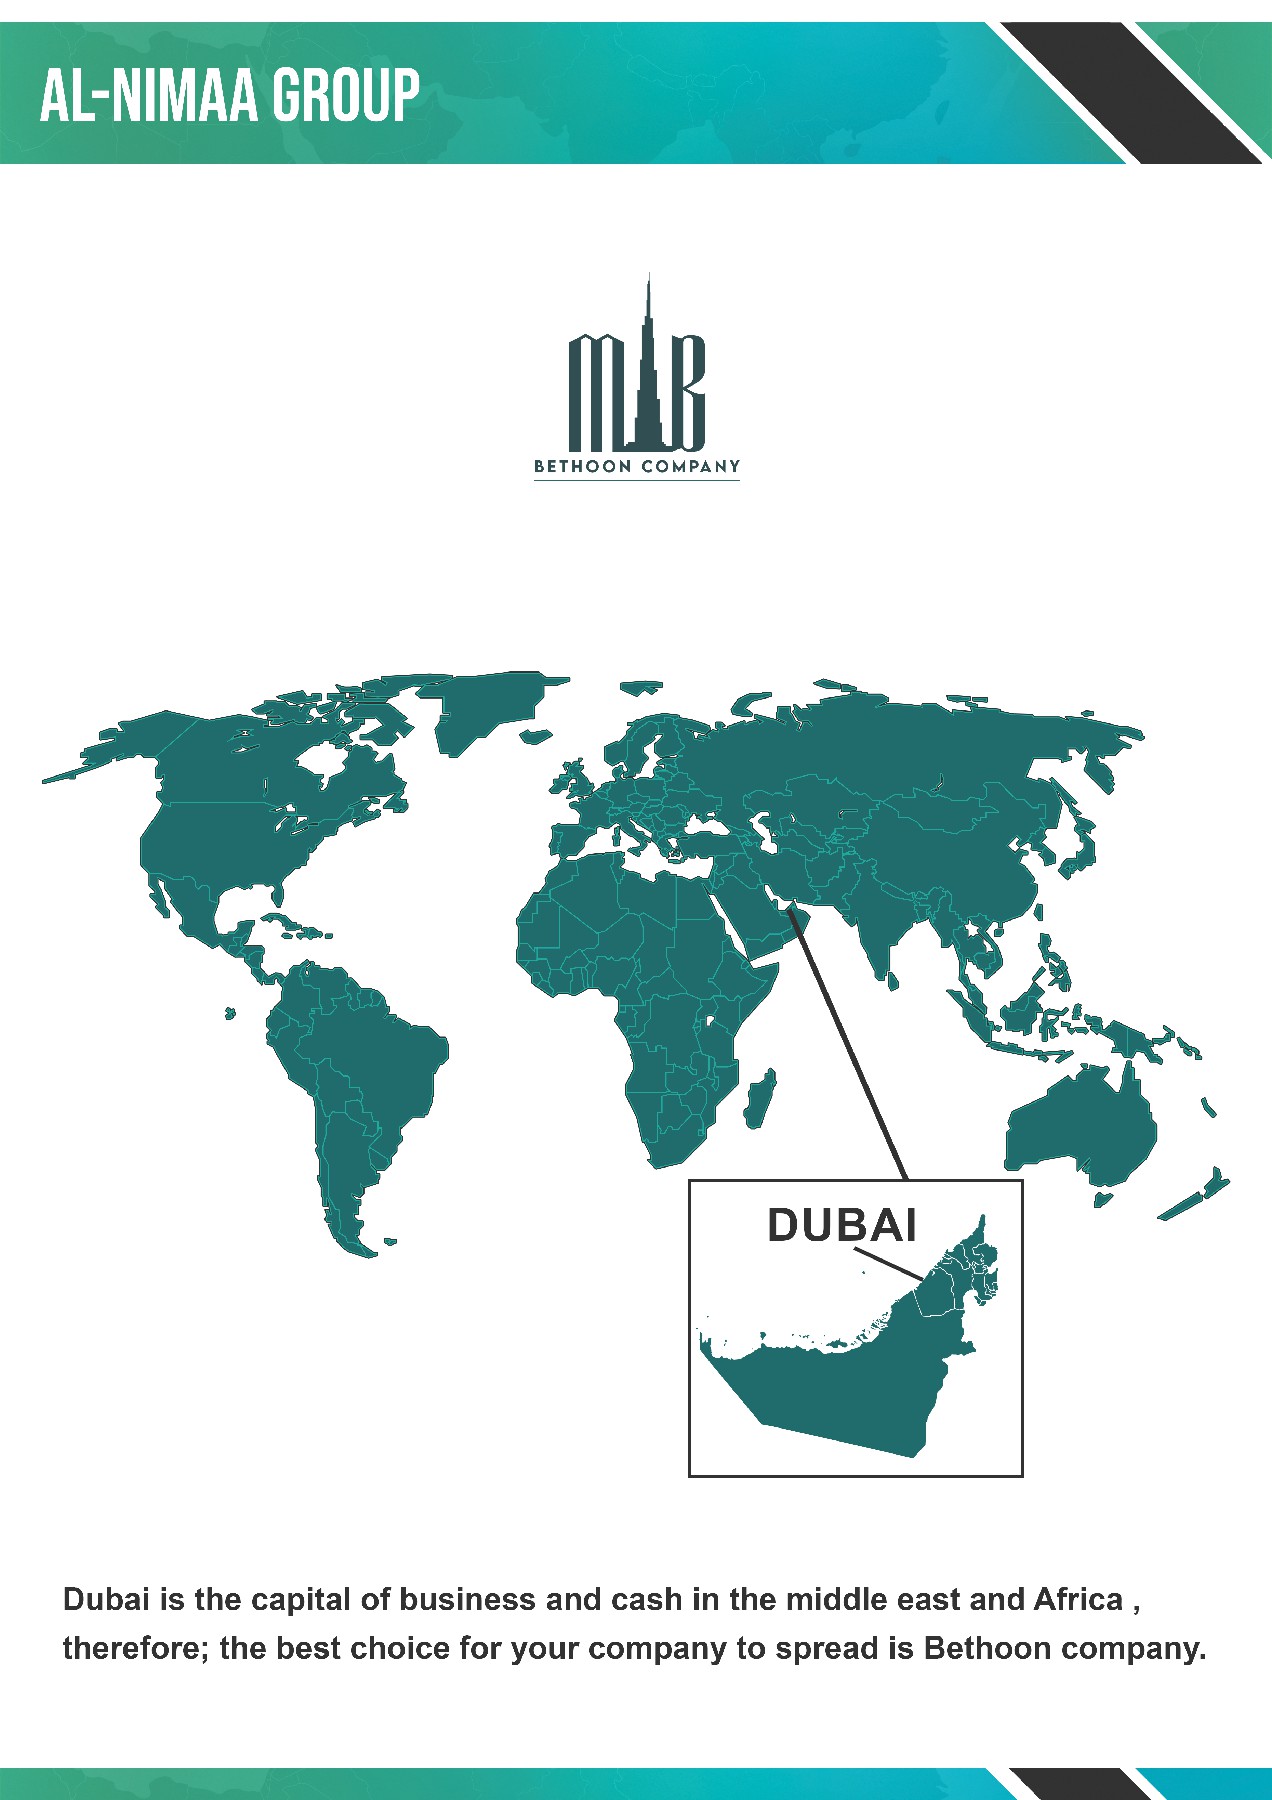 AL-NIMAA GROUP
MB
BETHOON COMPANY
DUBAI
Dubai is the capital of business and cash in the middle east and Africa ,
therefore; the best choice for your company to spread is Bethoon company.